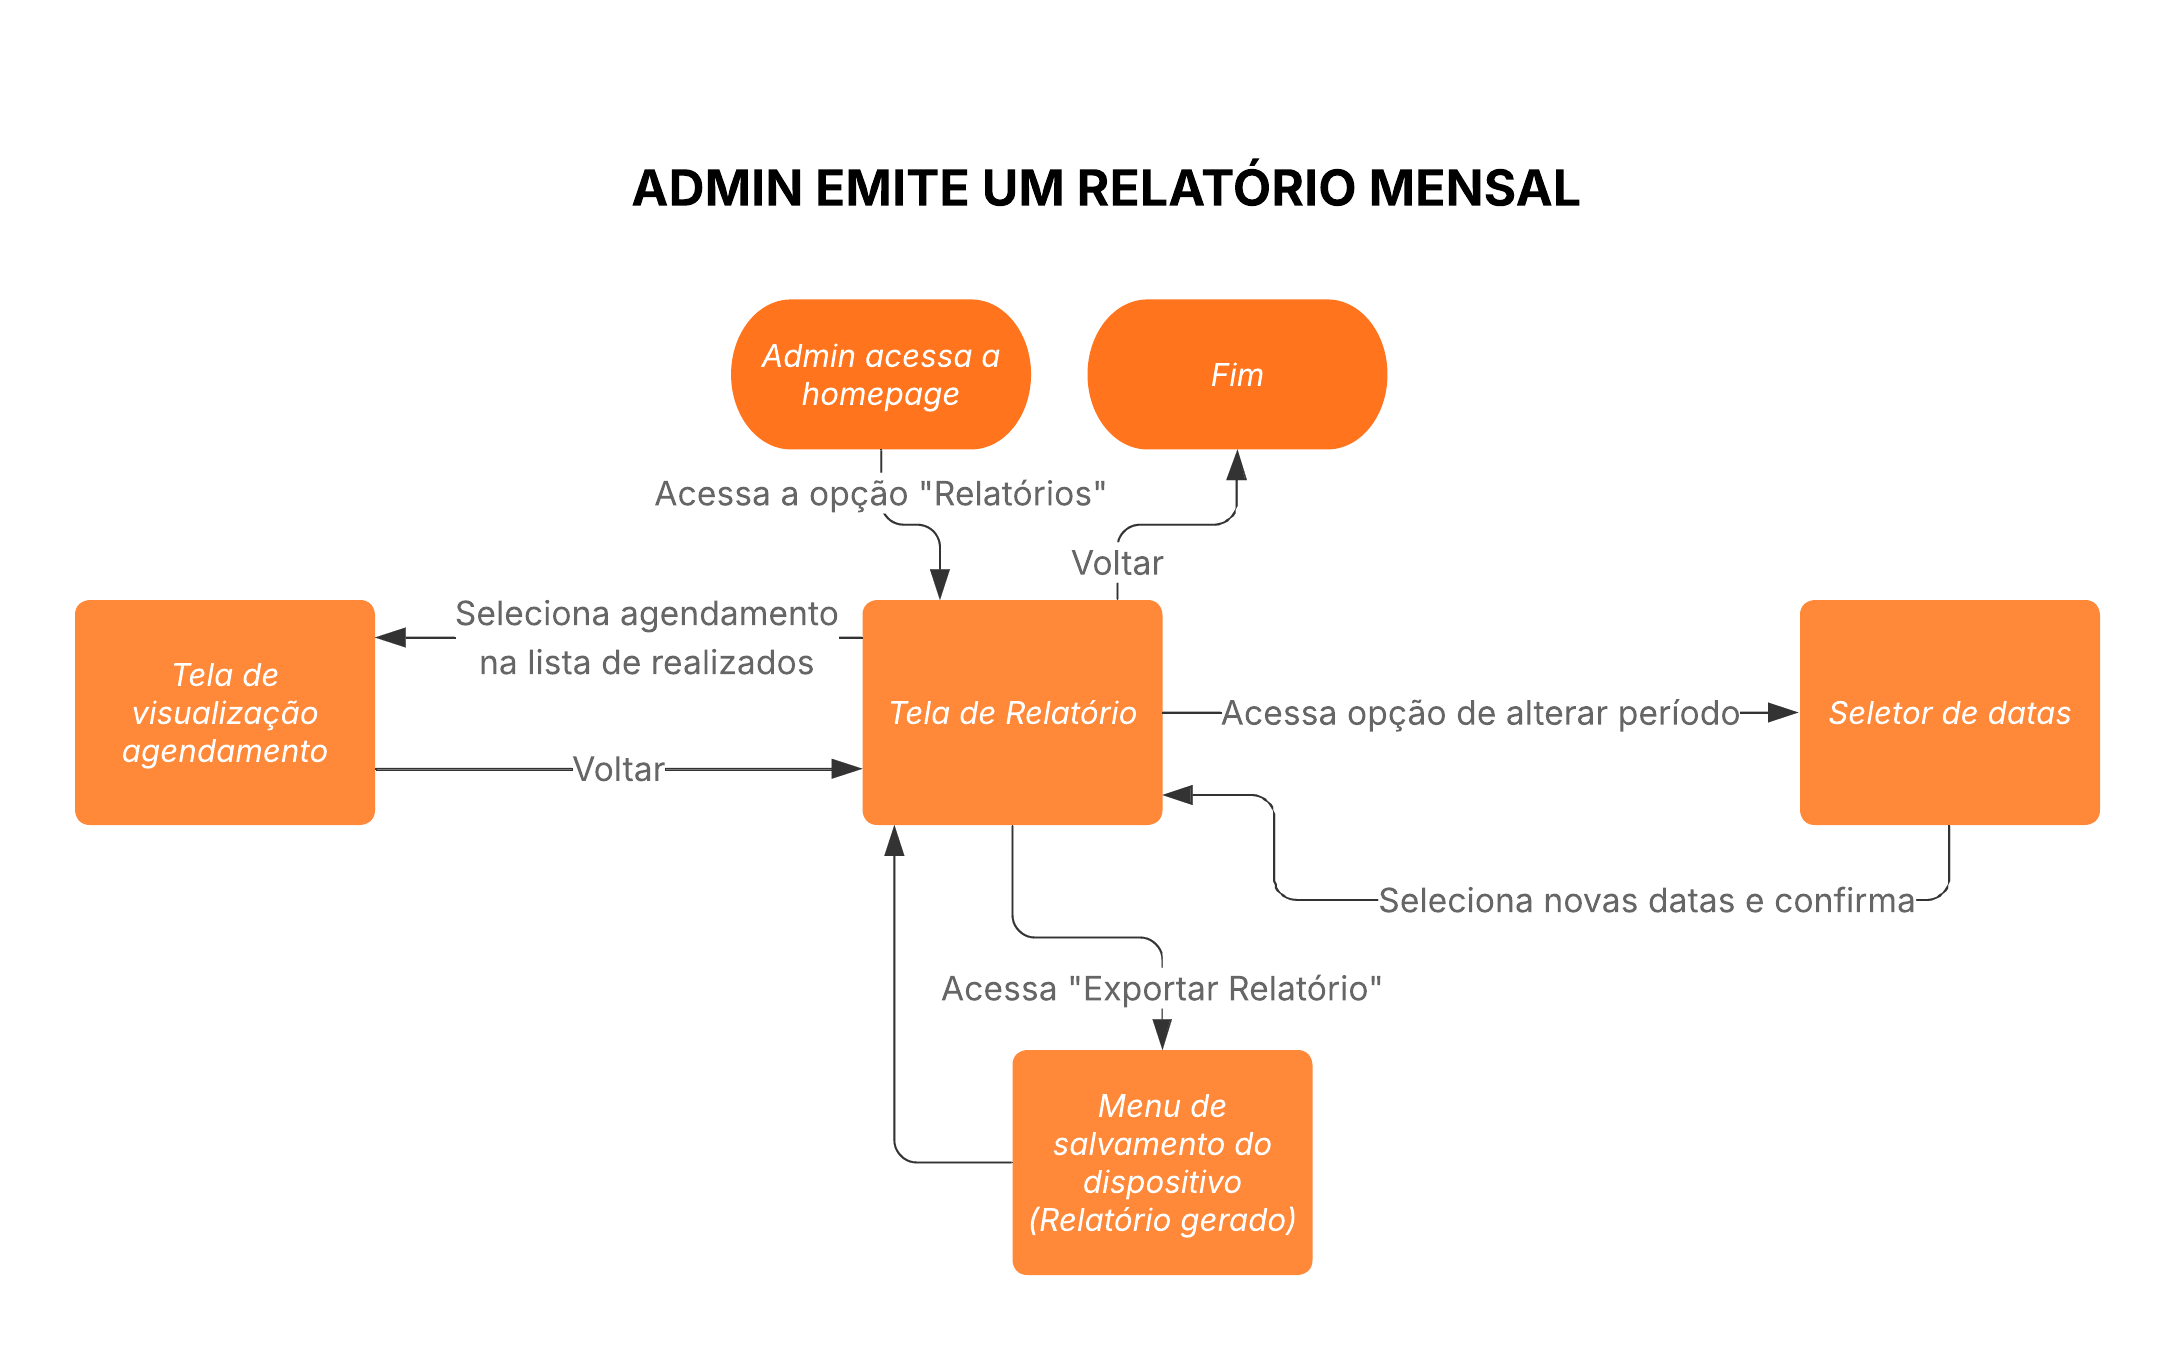 ADMIN EMITE UM RELATÓRIO MENSAL
Admin acessa a
homepage
Fim
Acessa a opção "Relatórios"
Voltar
Seleciona agendamento
na lista de realizados
Tela de
visualização
agendamento
Tela de Relatório
Acessa opção de alterar período
Seletor de datas
Voltar
Seleciona novas datas e confirma
Acessa "Exportar Relatório"
Menu de
salvamento do
dispositivo
(Relatório gerado)